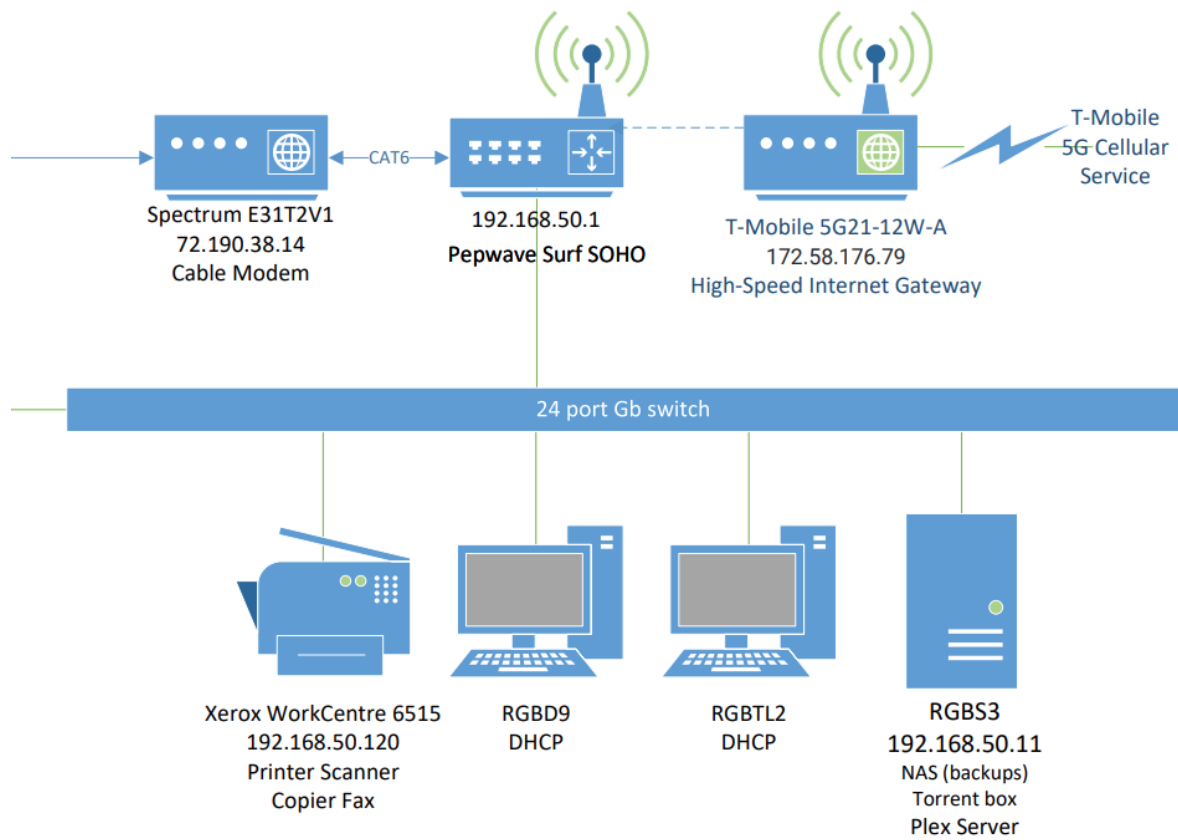 CAT6
Spectrum E31T2V1
72.190.38.14
Cable Modem
192.168.50.1
Pepwave Surf SOHO
T-Mobile 5G21-12W-A
172.58.176.79
High-Speed Internet Gateway
T-Mobile
5G Cellular
Service
24 port Gb switch
Xerox WorkCentre 6515
192.168.50.120
Printer Scanner
Copier Fax
RGBD9
DHCP
RGBTL2
DHCP
RGBS3
192.168.50.11
NAS (backups)
Torrent box
Plex Server